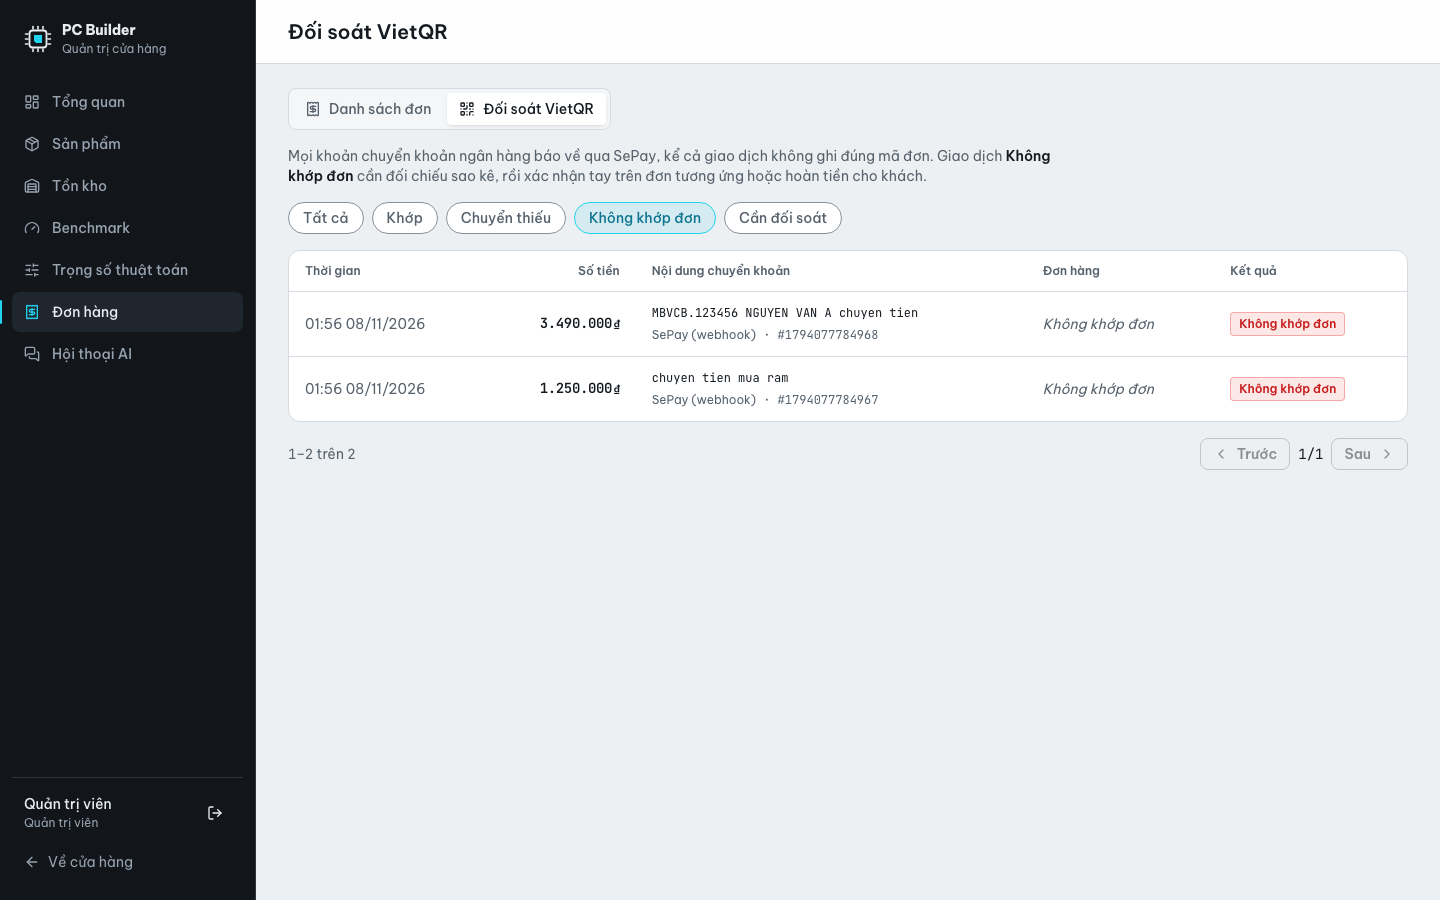 PC Builder
Quản trị cửa hàng
Tổng quan
Sản phẩm
Tồn kho
Benchmark
Trọng số thuật toán
Đơn hàng
Hội thoại AI
Quản trị viên
Quản trị viên
Về cửa hàng
Đối soát VietQR
Danh sách đơn
Đối soát VietQR
Mọi khoản chuyển khoản ngân hàng báo về qua SePay, kể cả giao dịch không ghi đúng mã đơn. Giao dịch Không
khớp đơn cần đối chiếu sao kê, rồi xác nhận tay trên đơn tương ứng hoặc hoàn tiền cho khách.
Tất cả Khớp Chuyển thiếu Không khớp đơn Cần đối soát
Thời gian Số tiền Nội dung chuyển khoản Đơn hàng Kết quả
01:56 08/11/2026 3.490.000₫ MBVCB.123456 NGUYEN VAN A chuyen tien Không khớp đơn Không khớp đơn
SePay (webhook) · #1794077784968
01:56 08/11/2026 1.250.000₫ chuyen tien mua ram Không khớp đơn Không khớp đơn
SePay (webhook) · #1794077784967
1–2 trên 2 Trước 1/1 Sau